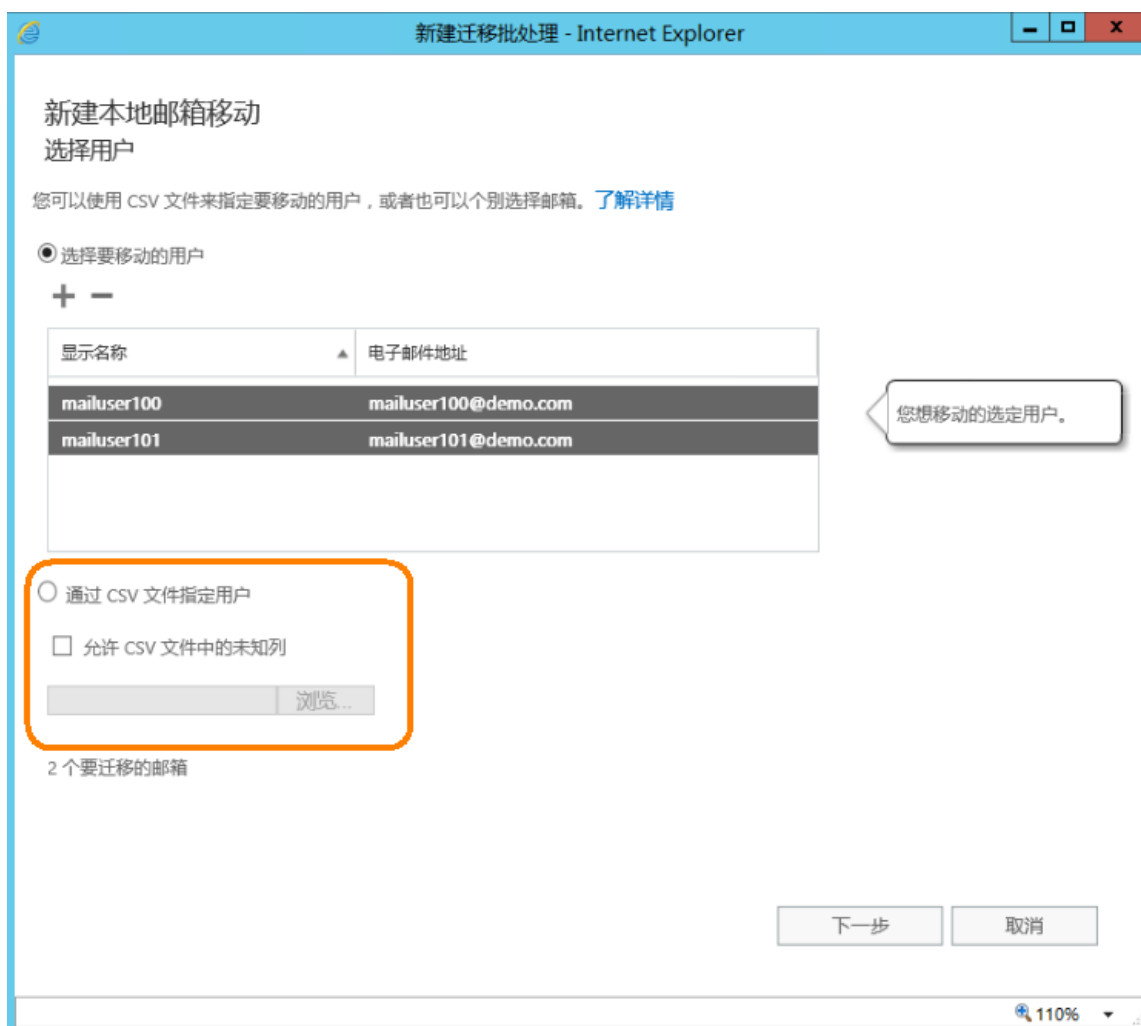 新建迁移批处理 - Internet Explorer
新建本地邮箱移动
选择用户
您可以使用 CSV 文件来指定要移动的用户，或者也可以个别选择邮箱。了解详情
选择要移动的用户
显示名称 电子邮件地址
mailuser100 mailuser100@demo.com
mailuser101 mailuser101@demo.com
您想移动的选定用户。
通过 CSV 文件指定用户
允许 CSV 文件中的未知列
浏览...
2 个要迁移的邮箱
下一步 取消
110%